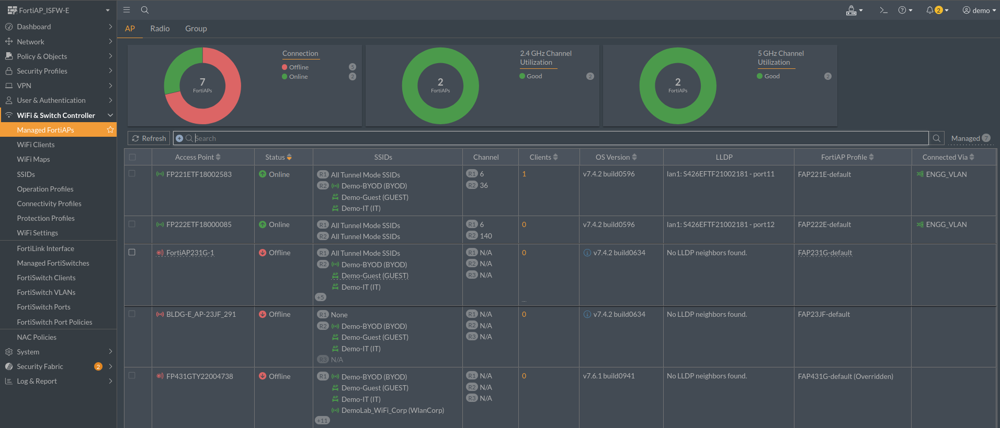 FortiAP_ISFW-E
2
demo
Dashboard
Network
Policy & Objects
Security Profiles
VPN
User & Authentication
WiFi & Switch Controller
Managed FortiAPs
WiFi Clients
WiFi Maps
SSIDs
Operation Profiles
Connectivity Profiles
Protection Profiles
WiFi Settings
FortiLink Interface
Managed FortiSwitches
FortiSwitch Clients
FortiSwitch VLANs
FortiSwitch Ports
FortiSwitch Port Policies
NAC Policies
System
Security Fabric 2
Log & Report
AP Radio Group
7
FortiAPs
Connection
Offline 5
Online 2
2
FortiAPs
2.4 GHz Channel
Utilization
Good 2
2
FortiAPs
5 GHz Channel
Utilization
Good 2
Refresh Search Managed 7
Access Point Status SSIDs Channel Clients OS Version LLDP FortiAP Profile Connected Via
FP221ETF18002583 Online R1 All Tunnel Mode SSIDs R1 6 1 v7.4.2 build0596 lan1: S426EFTF21002181 - port11 FAP221E-default ENGG_VLAN
R2 Demo-BYOD (BYOD) R2 36
AP Demo-Guest (GUEST)
AP Demo-IT (IT)
FP222ETF18000085 Online R1 All Tunnel Mode SSIDs R1 6 0 v7.4.2 build0596 lan1: S426EFTF21002181 - port12 FAP222E-default ENGG_VLAN
R2 All Tunnel Mode SSIDs R2 140
FortiAP231G-1 Offline R1 All Tunnel Mode SSIDs R1 N/A 0 v7.4.2 build0634 No LLDP neighbors found. FAP231G-default
R2 Demo-BYOD (BYOD) R2 N/A
AP Demo-Guest (GUEST) R3 N/A
AP Demo-IT (IT)
+5 ...
BLDG-E_AP-23JF_291 Offline R1 None R1 N/A 0 v7.4.2 build0634 No LLDP neighbors found. FAP23JF-default
R2 Demo-BYOD (BYOD) R2 N/A
AP Demo-Guest (GUEST) R3 N/A
AP Demo-IT (IT)
R3 N/A
FP431GTY22004738 Offline R1 Demo-BYOD (BYOD) R1 N/A 0 v7.6.1 build0941 No LLDP neighbors found. FAP431G-default (Overridden)
AP Demo-Guest (GUEST) R2 N/A
AP Demo-IT (IT) R3 N/A
DemoLab_WiFi_Corp (WlanCorp)
+11